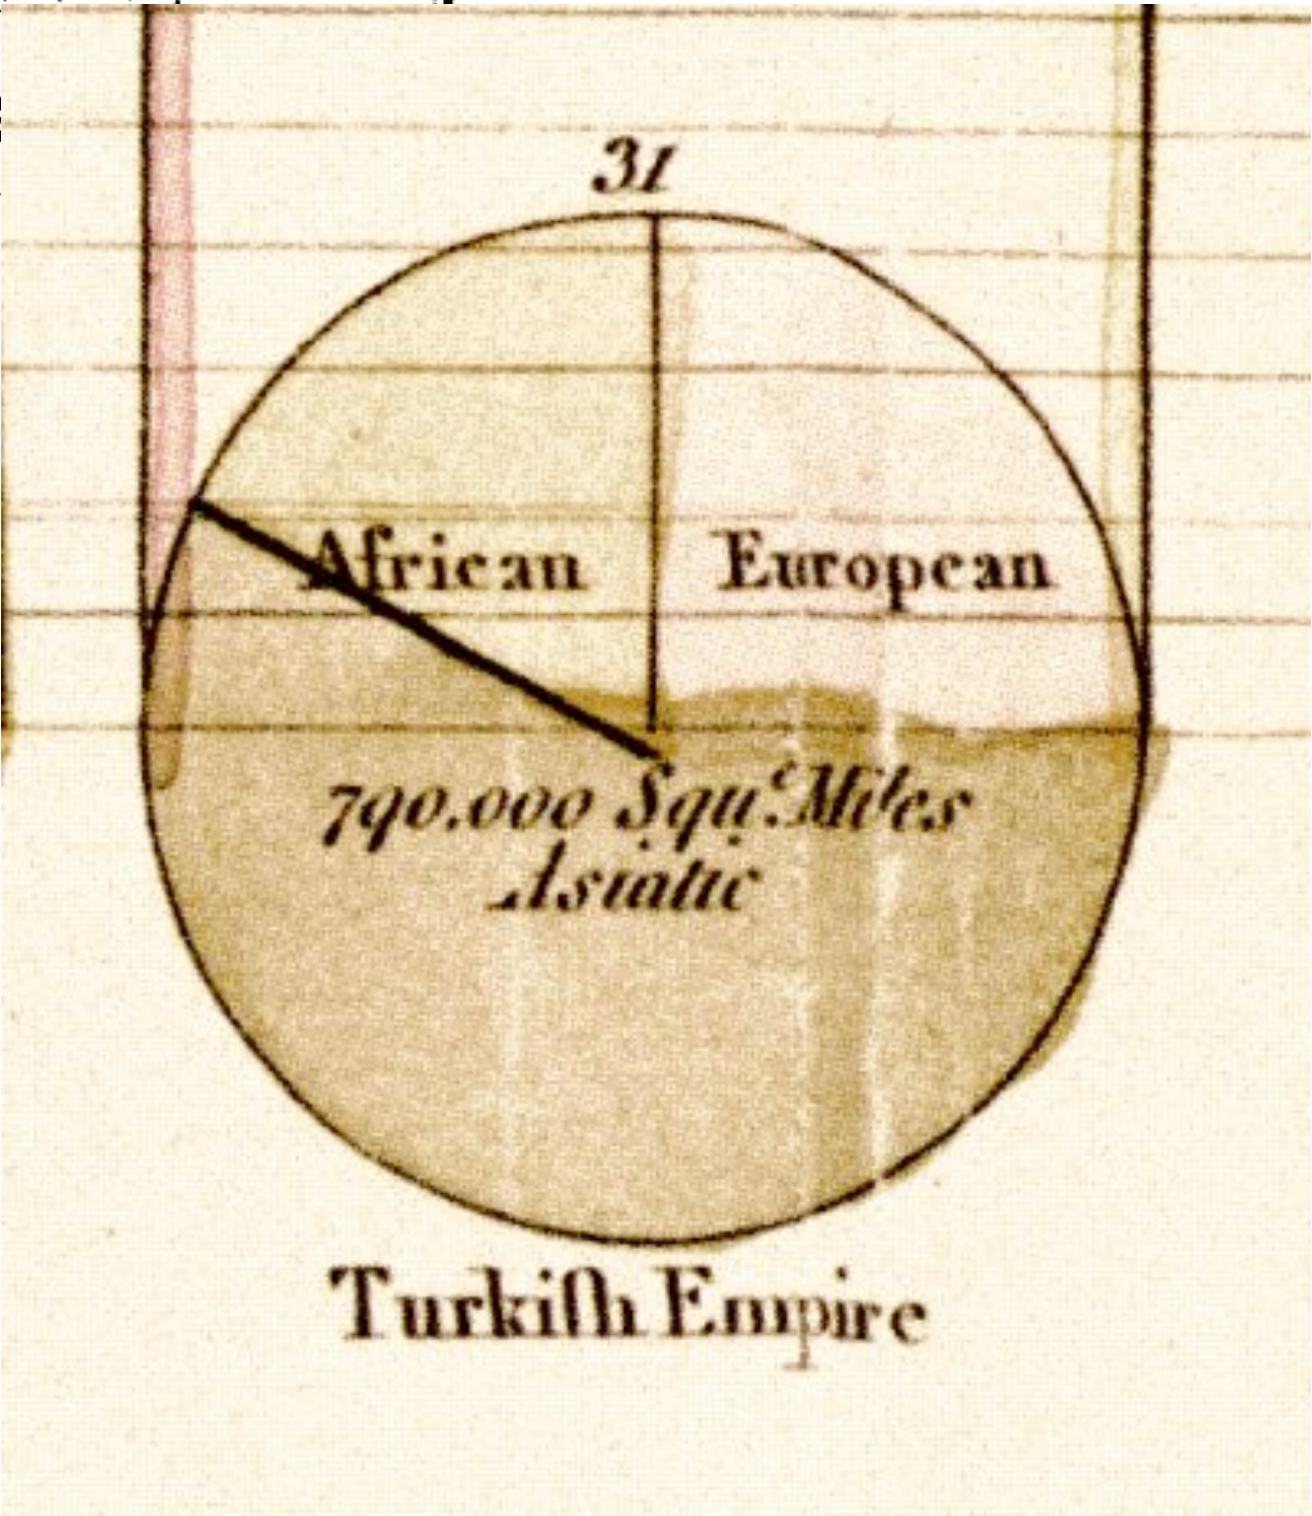 31
African European
790.000 Squ.ᵉ Miles
Asiatic
Turkiſh Empire